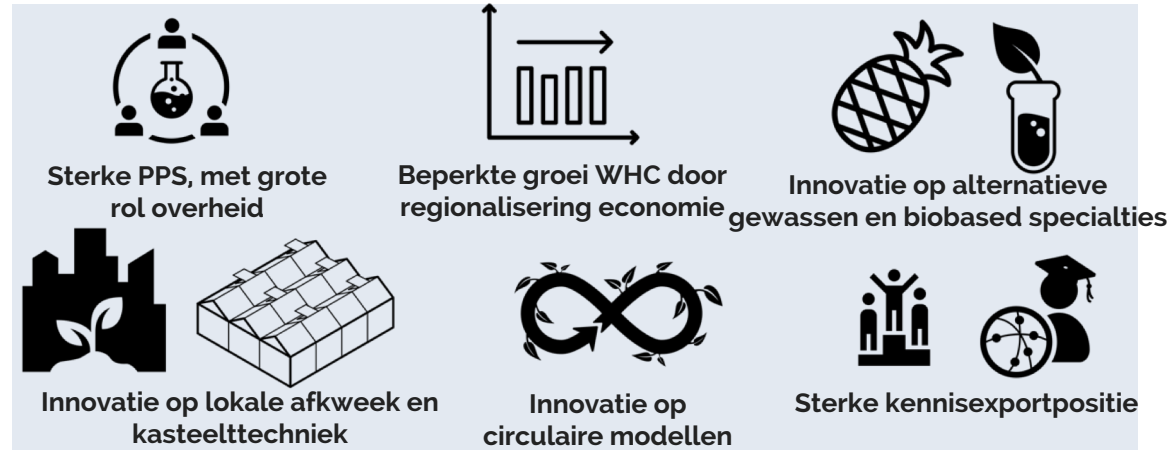 Sterke PPS, met grote
rol overheid
Beperkte groei WHC door
regionalisering economie
Innovatie op alternatieve
gewassen en biobased specialties
Innovatie op lokale afkweek en
kasteelttechniek
Innovatie op
circulaire modellen
Sterke kennisexportpositie